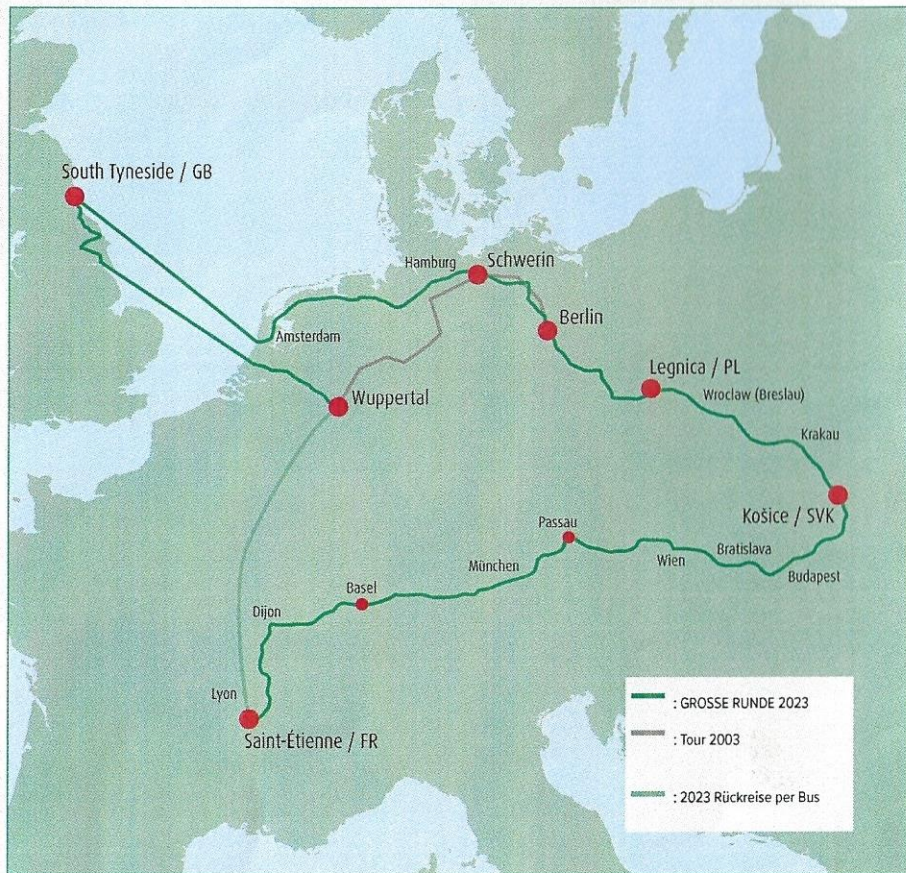 South Tyneside / GB
Hamburg
Schwerin
Amsterdam
Berlin
Wuppertal
Legnica / PL
Wroclaw (Breslau)
Krakau
Košice / SVK
Passau
Wien
Bratislava
Budapest
München
Basel
Dijon
Lyon
Saint-Étienne / FR
: GROSSE RUNDE 2023
: Tour 2003
: 2023 Rückreise per Bus